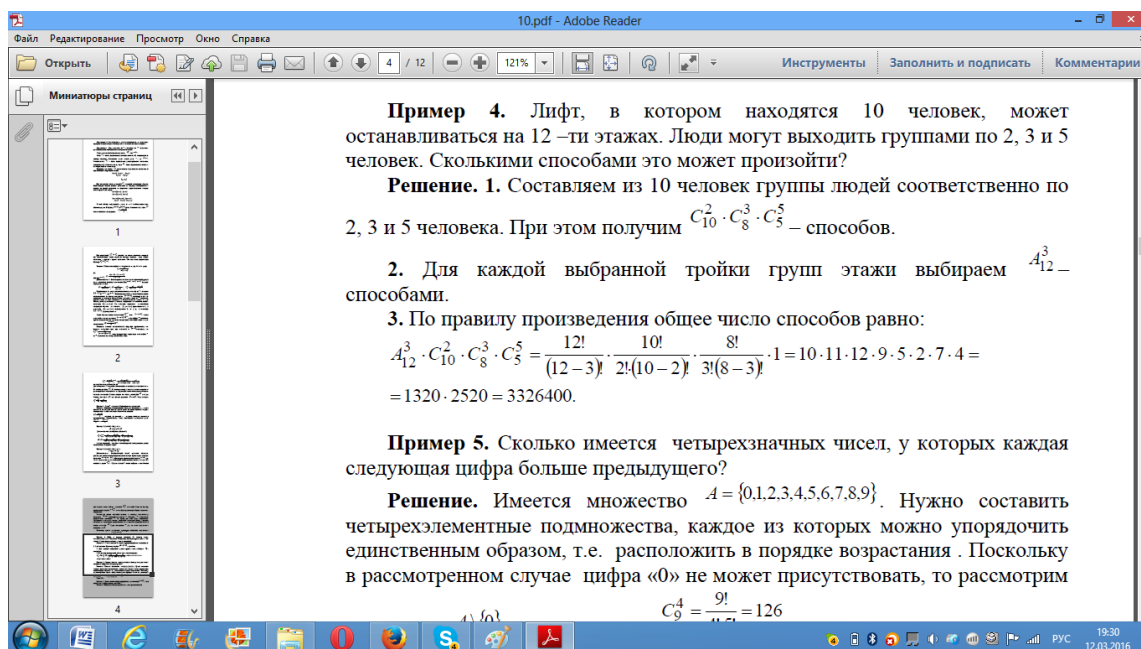 10.pdf - Adobe Reader
Файл Редактирование Просмотр Окно Справка
Открыть 4 / 12 121% Инструменты Заполнить и подписать Комментарии
Миниатюры страниц
1
2
3
4
Пример 4. Лифт, в котором находятся 10 человек, может
останавливаться на 12 –ти этажах. Люди могут выходить группами по 2, 3 и 5
человек. Сколькими способами это может произойти?
Решение. 1. Составляем из 10 человек группы людей соответственно по
2, 3 и 5 человека. При этом получим C_{10}^2 · C_8^3 · C_5^5 – способов.
2. Для каждой выбранной тройки групп этажи выбираем A_{12}^3 –
способами.
3. По правилу произведения общее число способов равно:
A_{12}^3 · C_{10}^2 · C_8^3 · C_5^5 = 12!/(12−3)! · 10!/2!·(10−2)! · 8!/3!(8−3)! · 1 = 10·11·12·9·5·2·7·4 =
= 1320 · 2520 = 3326400.
Пример 5. Сколько имеется четырехзначных чисел, у которых каждая
следующая цифра больше предыдущего?
Решение. Имеется множество A = {0,1,2,3,4,5,6,7,8,9}. Нужно составить
четырехэлементные подмножества, каждое из которых можно упорядочить
единственным образом, т.е. расположить в порядке возрастания . Поскольку
в рассмотренном случае цифра «0» не может присутствовать, то рассмотрим
A \ {0} C_9^4 = 9!/4!·5! = 126
РУС 19:30
12.03.2016